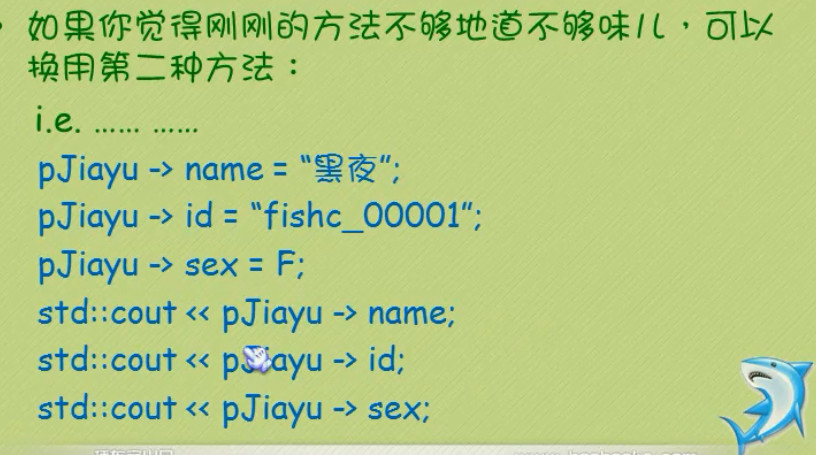 如果你觉得刚刚的方法不够地道不够味儿，可以
换用第二种方法：
i.e. …… ……
pJiayu -> name = “黑夜”;
pJiayu -> id = “fishc_00001”;
pJiayu -> sex = F;
std::cout << pJiayu -> name;
std::cout << pJiayu -> id;
std::cout << pJiayu -> sex;